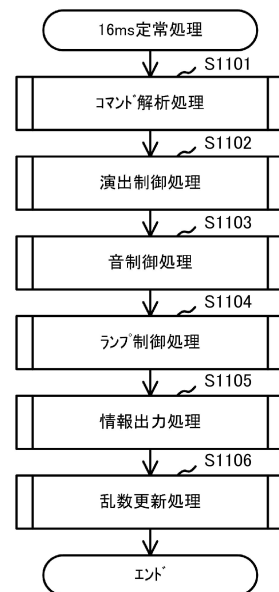 16ms定常処理
S1101
コマンド解析処理
S1102
演出制御処理
S1103
音制御処理
S1104
ランプ制御処理
S1105
情報出力処理
S1106
乱数更新処理
エンド